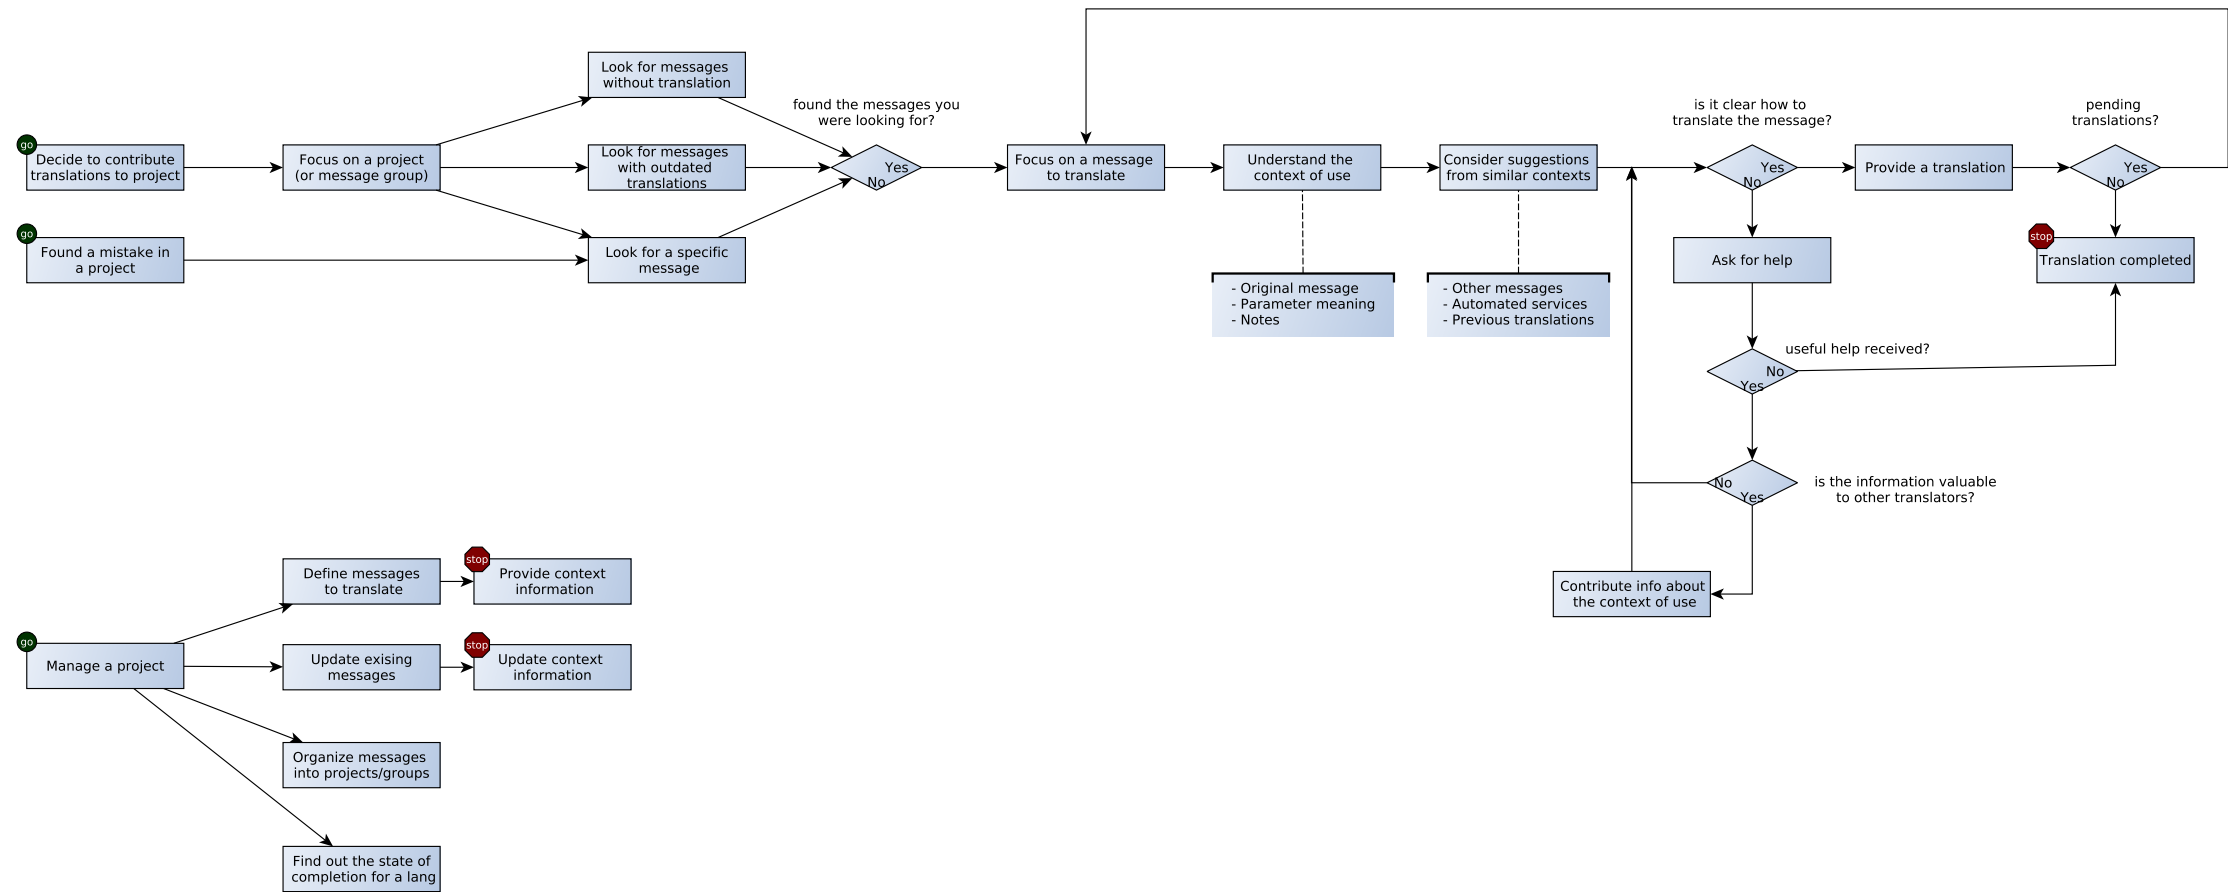 Look for messages
without translation
found the messages you
were looking for?
is it clear how to
translate the message?
pending
translations?
go
Decide to contribute
translations to project
Focus on a project
(or message group)
Look for messages
with outdated
translations
Yes
No
Focus on a message
to translate
Understand the
context of use
Consider suggestions
from similar contexts
Yes
No
Provide a translation
Yes
No
go
Found a mistake in
a project
Look for a specific
message
Ask for help
stop
Translation completed
- Original message
- Parameter meaning
- Notes
- Other messages
- Automated services
- Previous translations
useful help received?
No
Yes
No
Yes
is the information valuable
to other translators?
Contribute info about
the context of use
Define messages
to translate
stop
Provide context
information
go
Manage a project
Update exising
messages
stop
Update context
information
Organize messages
into projects/groups
Find out the state of
completion for a lang